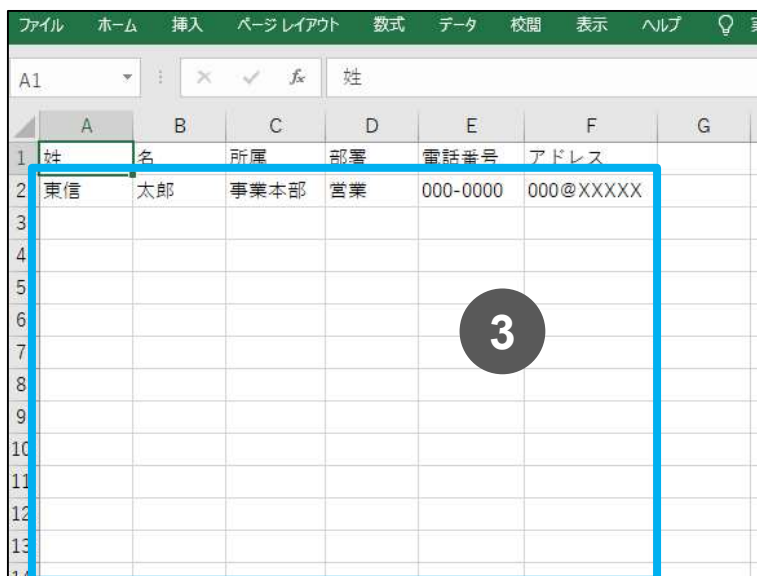 ファイル ホーム 挿入 ページ レイアウト 数式 データ 校閲 表示 ヘルプ
A1 fx 姓
A B C D E F G
1 姓 名 所属 部署 電話番号 アドレス
2 東信 太郎 事業本部 営業 000-0000 000@XXXXX
3
4
5
6
3
7
8
9
10
11
12
13